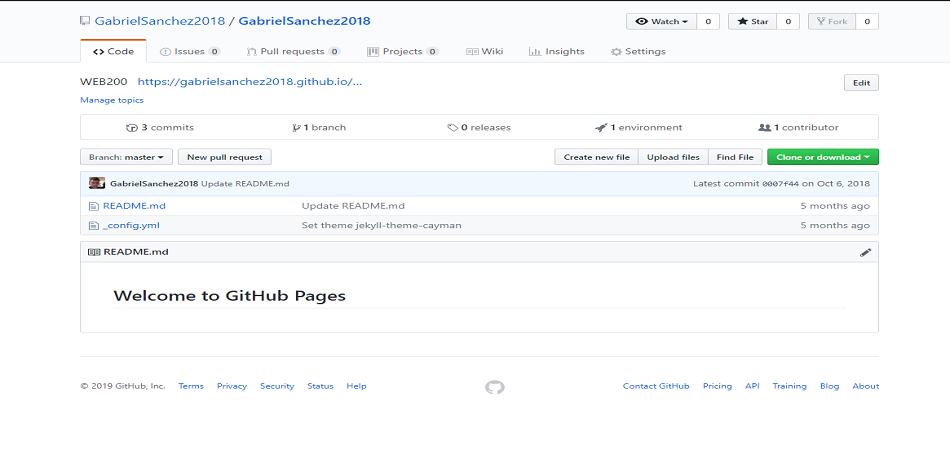 GabrielSanchez2018 / GabrielSanchez2018 Watch 0 Star 0 Fork 0
Code Issues 0 Pull requests 0 Projects 0 Wiki Insights Settings
WEB200 https://gabrielsanchez2018.github.io/... Edit
Manage topics
3 commits 1 branch 0 releases 1 environment 1 contributor
Branch: master New pull request Create new file Upload files Find File Clone or download
GabrielSanchez2018 Update README.md Latest commit 0007f44 on Oct 6, 2018
README.md Update README.md 5 months ago
_config.yml Set theme jekyll-theme-cayman 5 months ago
README.md
Welcome to GitHub Pages
© 2019 GitHub, Inc. Terms Privacy Security Status Help Contact GitHub Pricing API Training Blog About